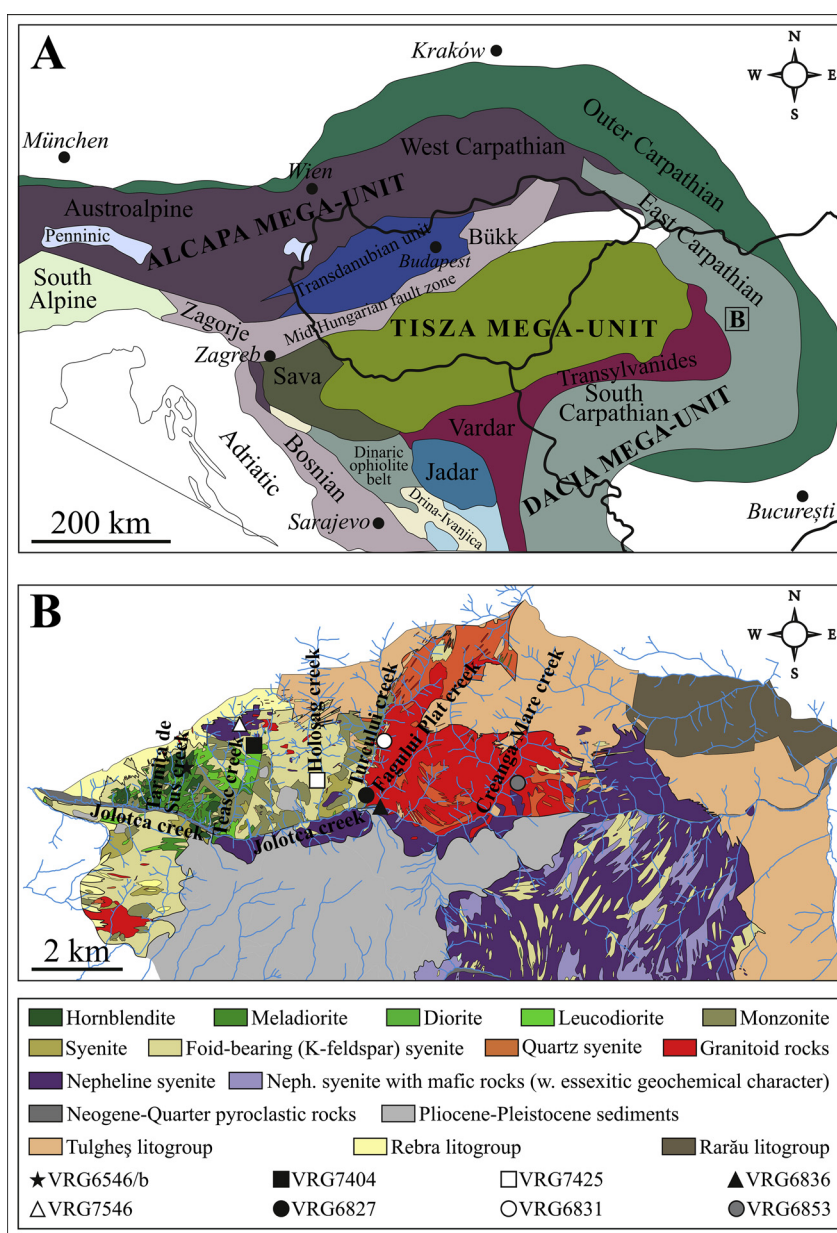 A
Kraków
N
W
E
S
München
Outer Carpathian
West Carpathian
Wien
Austroalpine
ALCAPA MEGA-UNIT
East Carpathian
Penninic
Bükk
Transdanubian unit
Budapest
South
Alpine
Mid-Hungarian fault zone
Zagorje
TISZA MEGA-UNIT
B
Zagreb
Sava
Transylvanides
South
Carpathian
Vardar
DACIA MEGA-UNIT
Adriatic
Bosnian
Dinaric
ophiolite
belt
Jadar
Drina-Ivanjica
200 km
Sarajevo
București
B
N
W
E
S
Holosag creek
Turcului creek
Fagului Plat creek
Creanga Mare creek
Tarnita de
Sus creek
Teasc creek
Jolotca creek
Jolotca creek
2 km
Hornblendite
Meladiorite
Diorite
Leucodiorite
Monzonite
Syenite
Foid-bearing (K-feldspar) syenite
Quartz syenite
Granitoid rocks
Nepheline syenite
Neph. syenite with mafic rocks (w. essexitic geochemical character)
Neogene-Quarter pyroclastic rocks
Pliocene-Pleistocene sediments
Tulgheş litogroup
Rebra litogroup
Rarău litogroup
★VRG6546/b
■VRG7404
□VRG7425
▲VRG6836
△VRG7546
●VRG6827
○VRG6831
●VRG6853